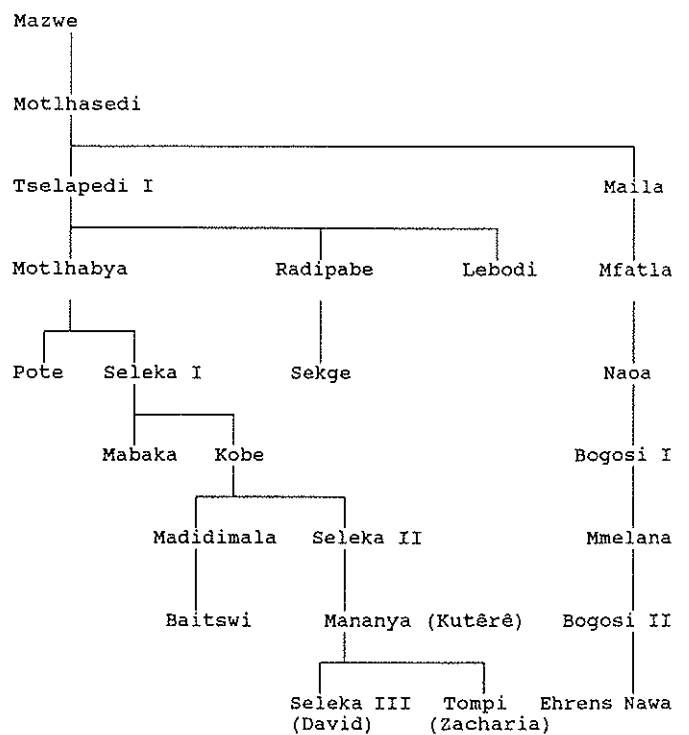 Mazwe
Motlhasedi
Tselapedi I Maila
Motlhabya Radipabe Lebodi Mfatla
Pote Seleka I Sekge Naoa
Mabaka Kobe Bogosi I
Madidimala Seleka II Mmelana
Baitswi Mananya (Kutêrê) Bogosi II
Seleka III Tompi Ehrens Nawa
(David) (Zacharia)